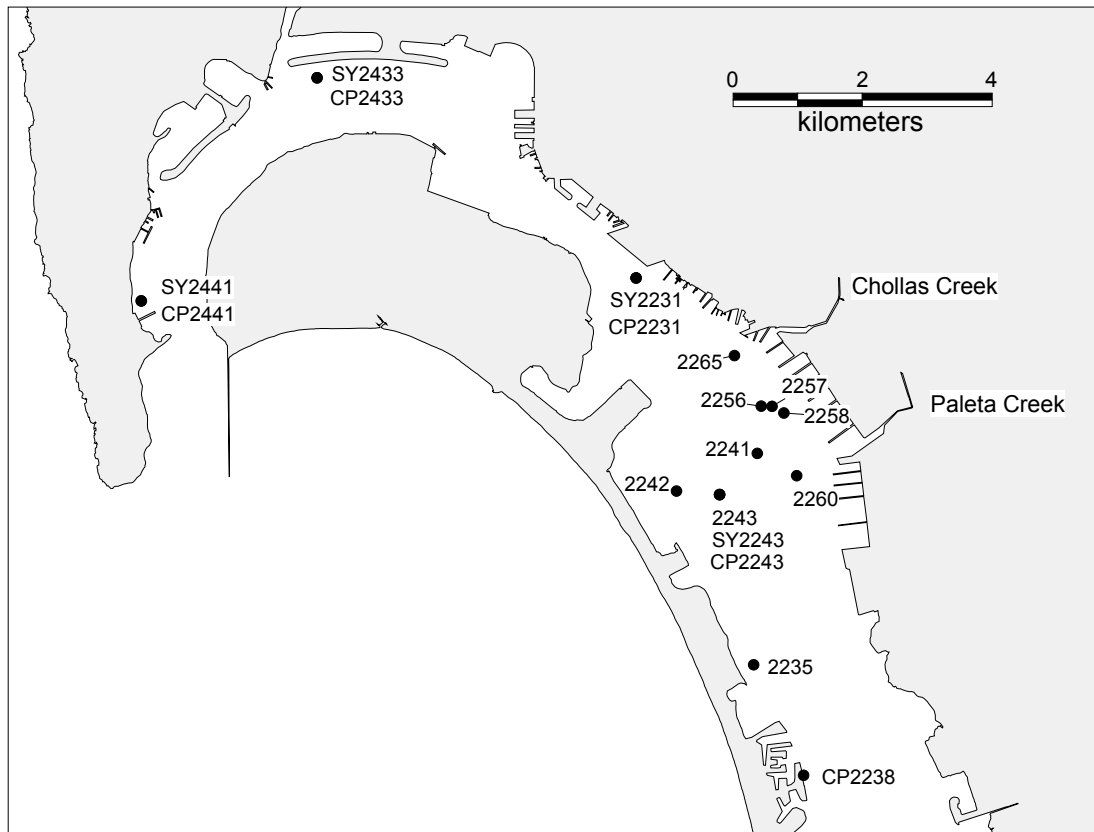 SY2433
CP2433
0 2 4
kilometers
SY2441
CP2441
Chollas Creek
SY2231
CP2231
2265
2257
2256
2258
Paleta Creek
2241
2242
2260
2243
SY2243
CP2243
2235
CP2238